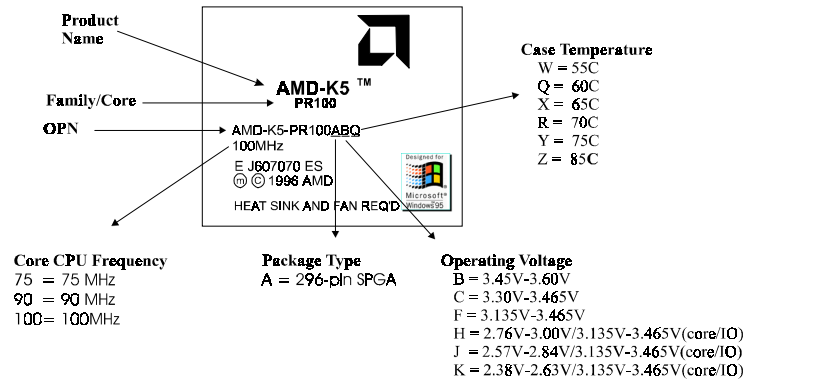 Product
Name
Family/Core
OPN
AMD-K5 ™
PR100
AMD-K5-PR100ABQ
100MHz
E J607070 ES
ⓜ © 1996 AMD
HEAT SINK AND FAN REQ'D
Designed for
Microsoft®
Windows®95
Case Temperature
W = 55C
Q = 60C
X = 65C
R = 70C
Y = 75C
Z = 85C
Core CPU Frequency
75 = 75 MHz
90 = 90 MHz
100= 100MHz
Package Type
A = 296-pin SPGA
Operating Voltage
B = 3.45V-3.60V
C = 3.30V-3.465V
F = 3.135V-3.465V
H = 2.76V-3.00V/3.135V-3.465V(core/IO)
J = 2.57V-2.84V/3.135V-3.465V(core/IO)
K = 2.38V-2.63V/3.135V-3.465V(core/IO)